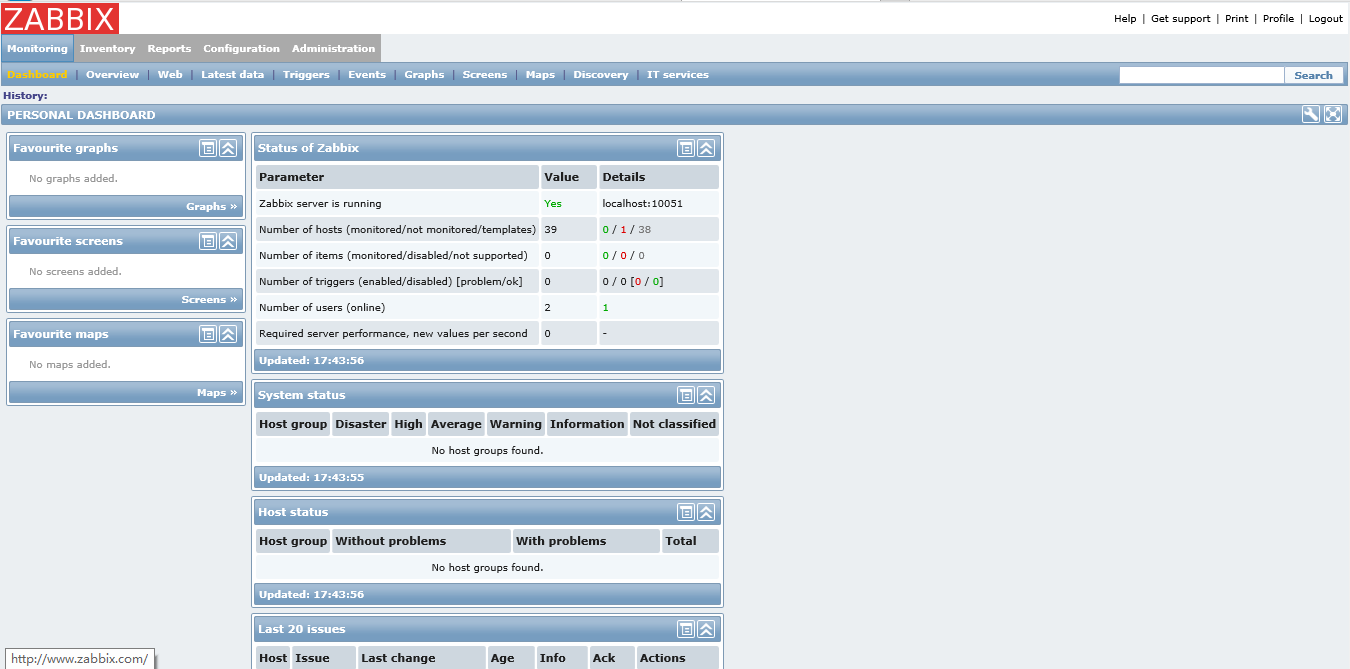 ZABBIX
Help | Get support | Print | Profile | Logout
Monitoring Inventory Reports Configuration Administration
Dashboard | Overview | Web | Latest data | Triggers | Events | Graphs | Screens | Maps | Discovery | IT services
Search
History:
PERSONAL DASHBOARD
Favourite graphs
No graphs added.
Graphs »
Favourite screens
No screens added.
Screens »
Favourite maps
No maps added.
Maps »
Status of Zabbix
Parameter Value Details
Zabbix server is running Yes localhost:10051
Number of hosts (monitored/not monitored/templates) 39 0 / 1 / 38
Number of items (monitored/disabled/not supported) 0 0 / 0 / 0
Number of triggers (enabled/disabled) [problem/ok] 0 0 / 0 [0 / 0]
Number of users (online) 2 1
Required server performance, new values per second 0 -
Updated: 17:43:56
System status
Host group Disaster High Average Warning Information Not classified
No host groups found.
Updated: 17:43:55
Host status
Host group Without problems With problems Total
No host groups found.
Updated: 17:43:56
Last 20 issues
Host Issue Last change Age Info Ack Actions
http://www.zabbix.com/